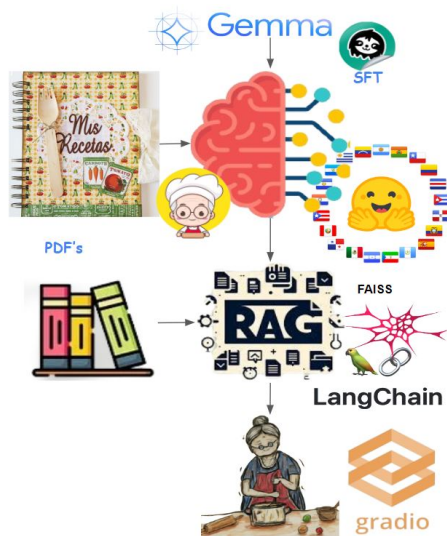 Gemma
SFT
Mis
Recetas
PDF's
FAISS
RAG
LangChain
gradio